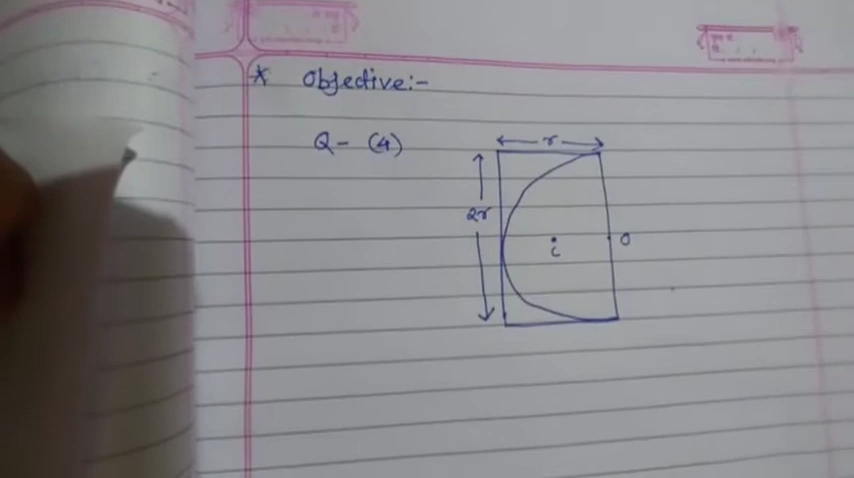 * Objective:-
Q- (4)
r
2r
c
O